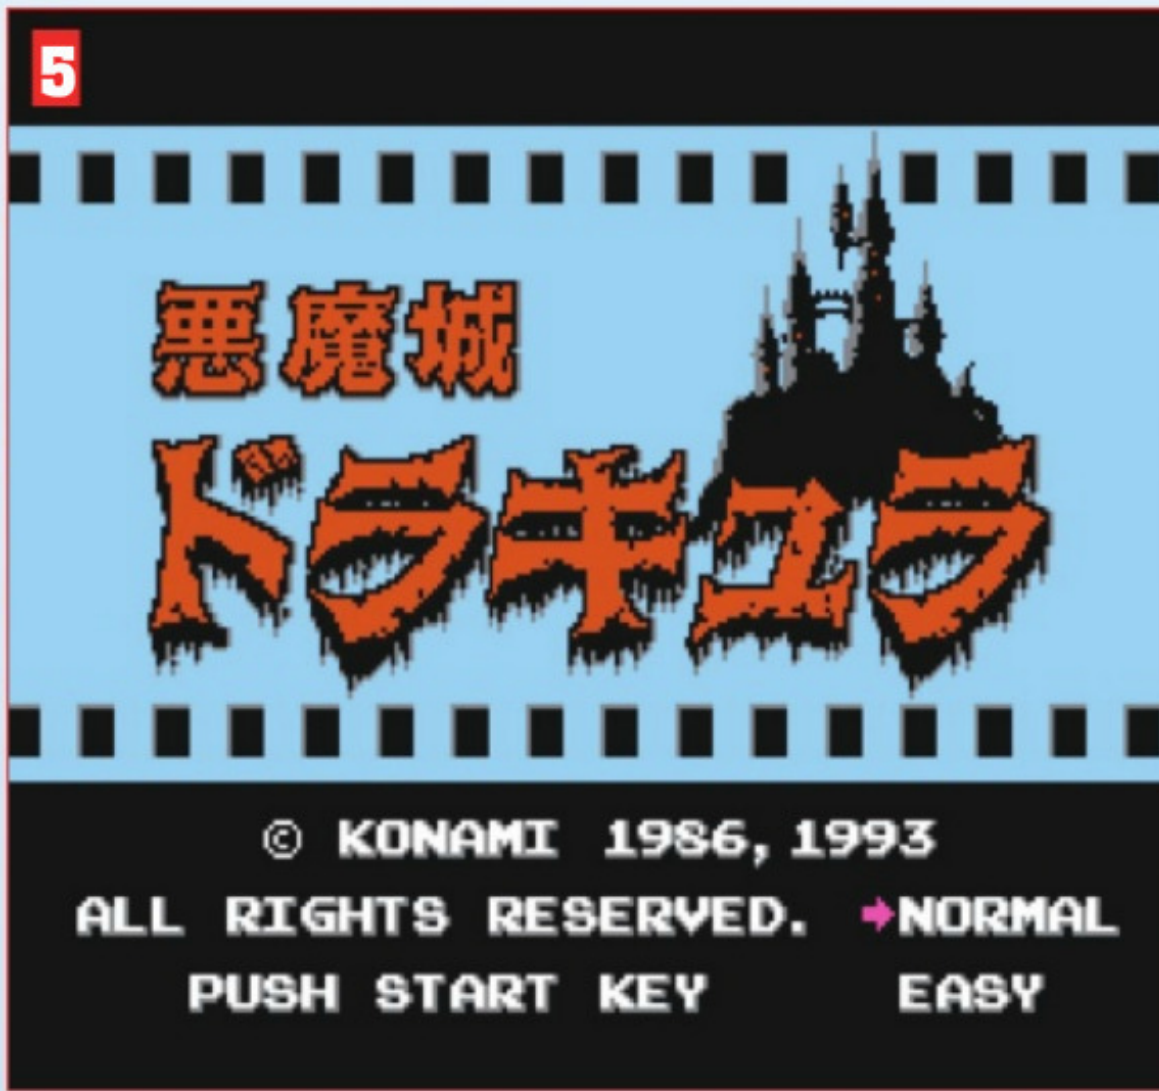 5
悪魔城
ドラキュラ
© KONAMI 1986,1993
ALL RIGHTS RESERVED. ➡NORMAL
PUSH START KEY EASY